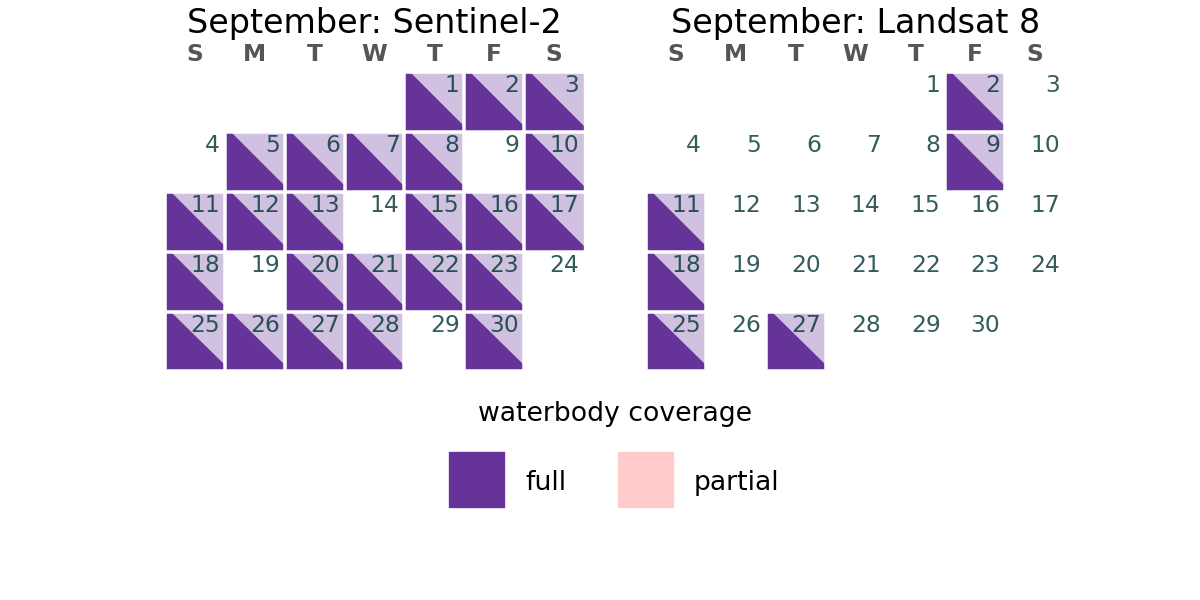 September: Sentinel-2
S M T W T F S
1 2 3
4 5 6 7 8 9 10
11 12 13 14 15 16 17
18 19 20 21 22 23 24
25 26 27 28 29 30
September: Landsat 8
S M T W T F S
1 2 3
4 5 6 7 8 9 10
11 12 13 14 15 16 17
18 19 20 21 22 23 24
25 26 27 28 29 30
waterbody coverage
full partial